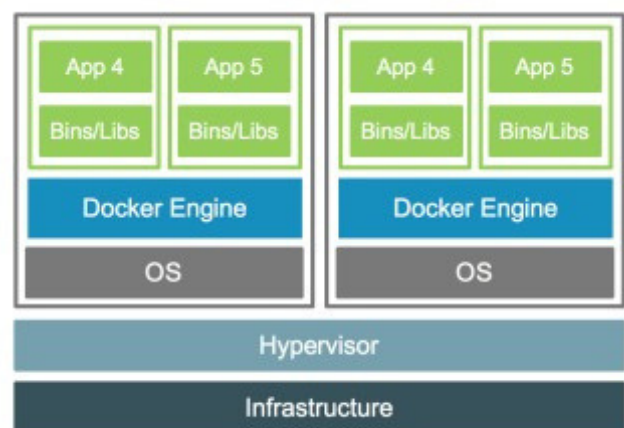 App 4 App 5 App 4 App 5
Bins/Libs Bins/Libs Bins/Libs Bins/Libs
Docker Engine Docker Engine
OS OS
Hypervisor
Infrastructure